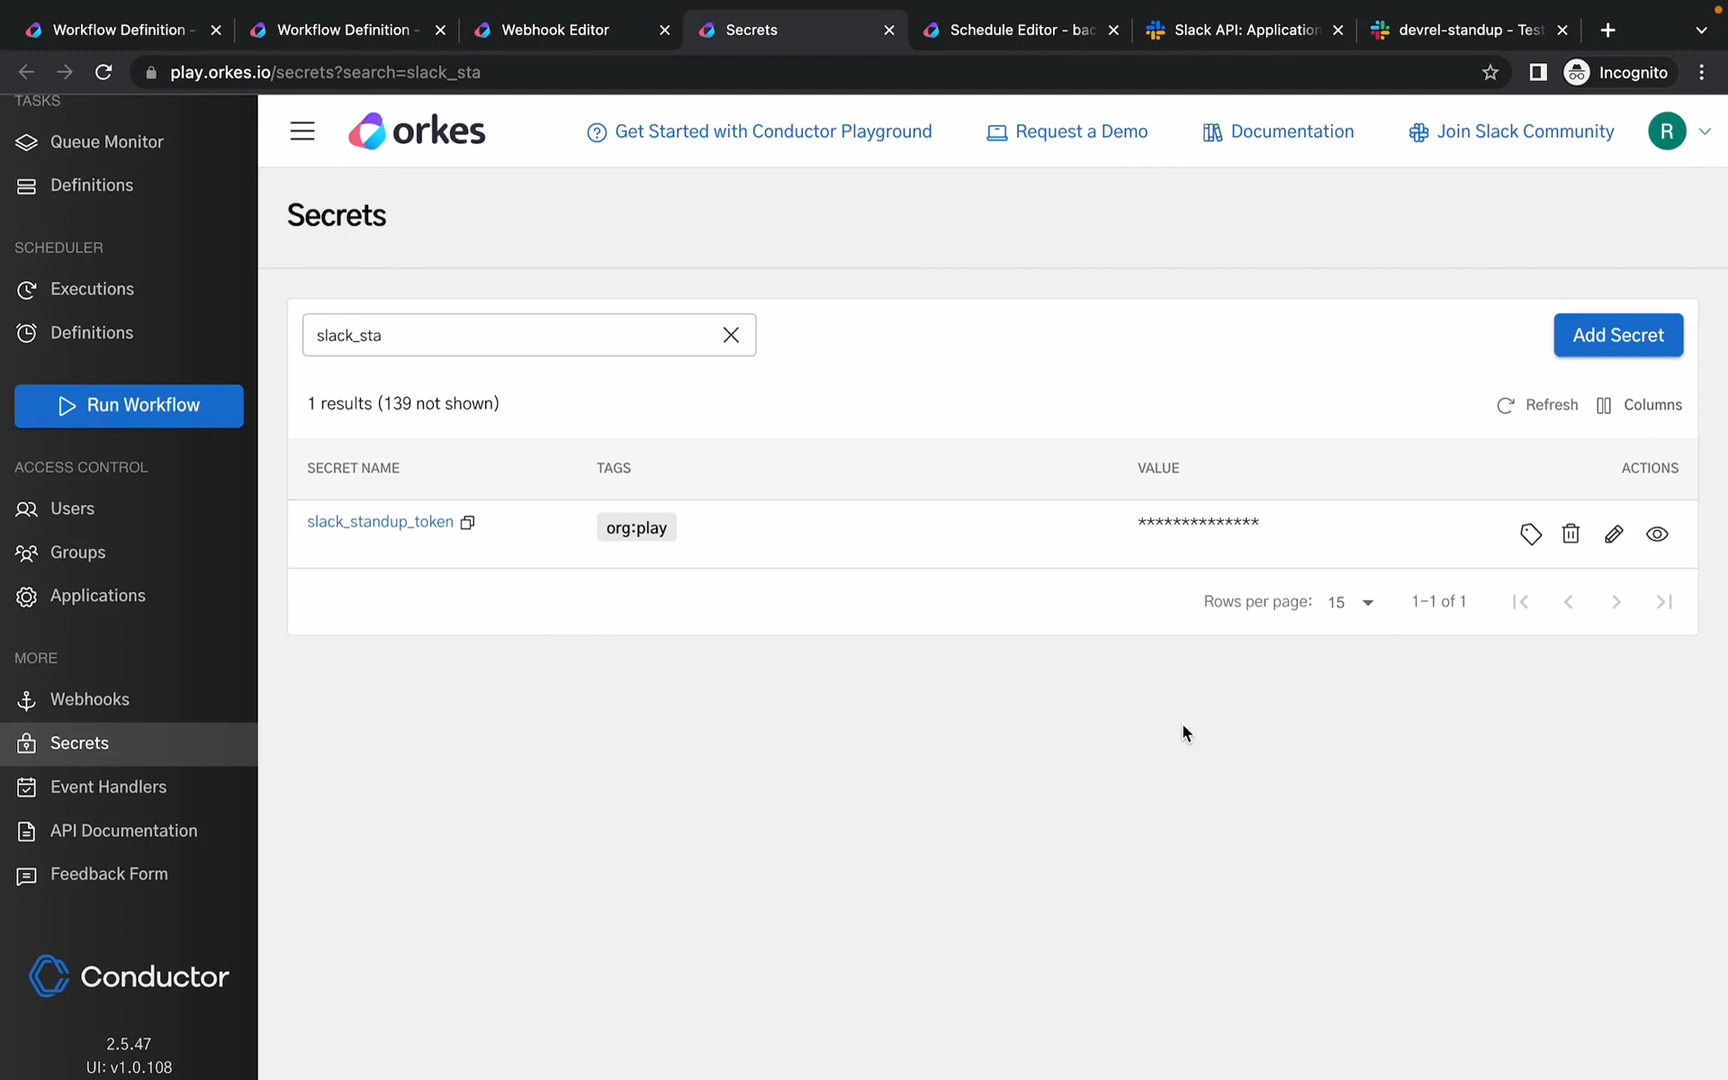 Workflow Definition -
Workflow Definition -
Webhook Editor
Secrets
Schedule Editor - bac
Slack API: Application
devrel-standup - Test
play.orkes.io/secrets?search=slack_sta
Incognito
TASKS
Queue Monitor
Definitions
SCHEDULER
Executions
Definitions
Run Workflow
ACCESS CONTROL
Users
Groups
Applications
MORE
Webhooks
Secrets
Event Handlers
API Documentation
Feedback Form
Conductor
2.5.47
UI: v1.0.108
orkes
Get Started with Conductor Playground
Request a Demo
Documentation
Join Slack Community
R
Secrets
slack_sta
Add Secret
1 results (139 not shown)
Refresh
Columns
SECRET NAME TAGS VALUE ACTIONS
slack_standup_token org:play **************
Rows per page: 15 1-1 of 1